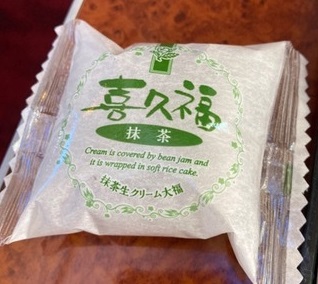 喜久福
抹茶
Cream is covered by bean jam and
it is wrapped in soft rice cake.
抹茶生クリーム大福